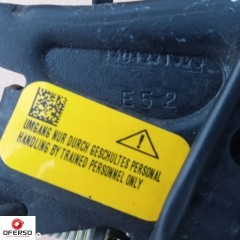 E52
UMGANG NUR DURCH GESCHULTES PERSONAL
HANDLING BY TRAINED PERSONNEL ONLY
OFERSO